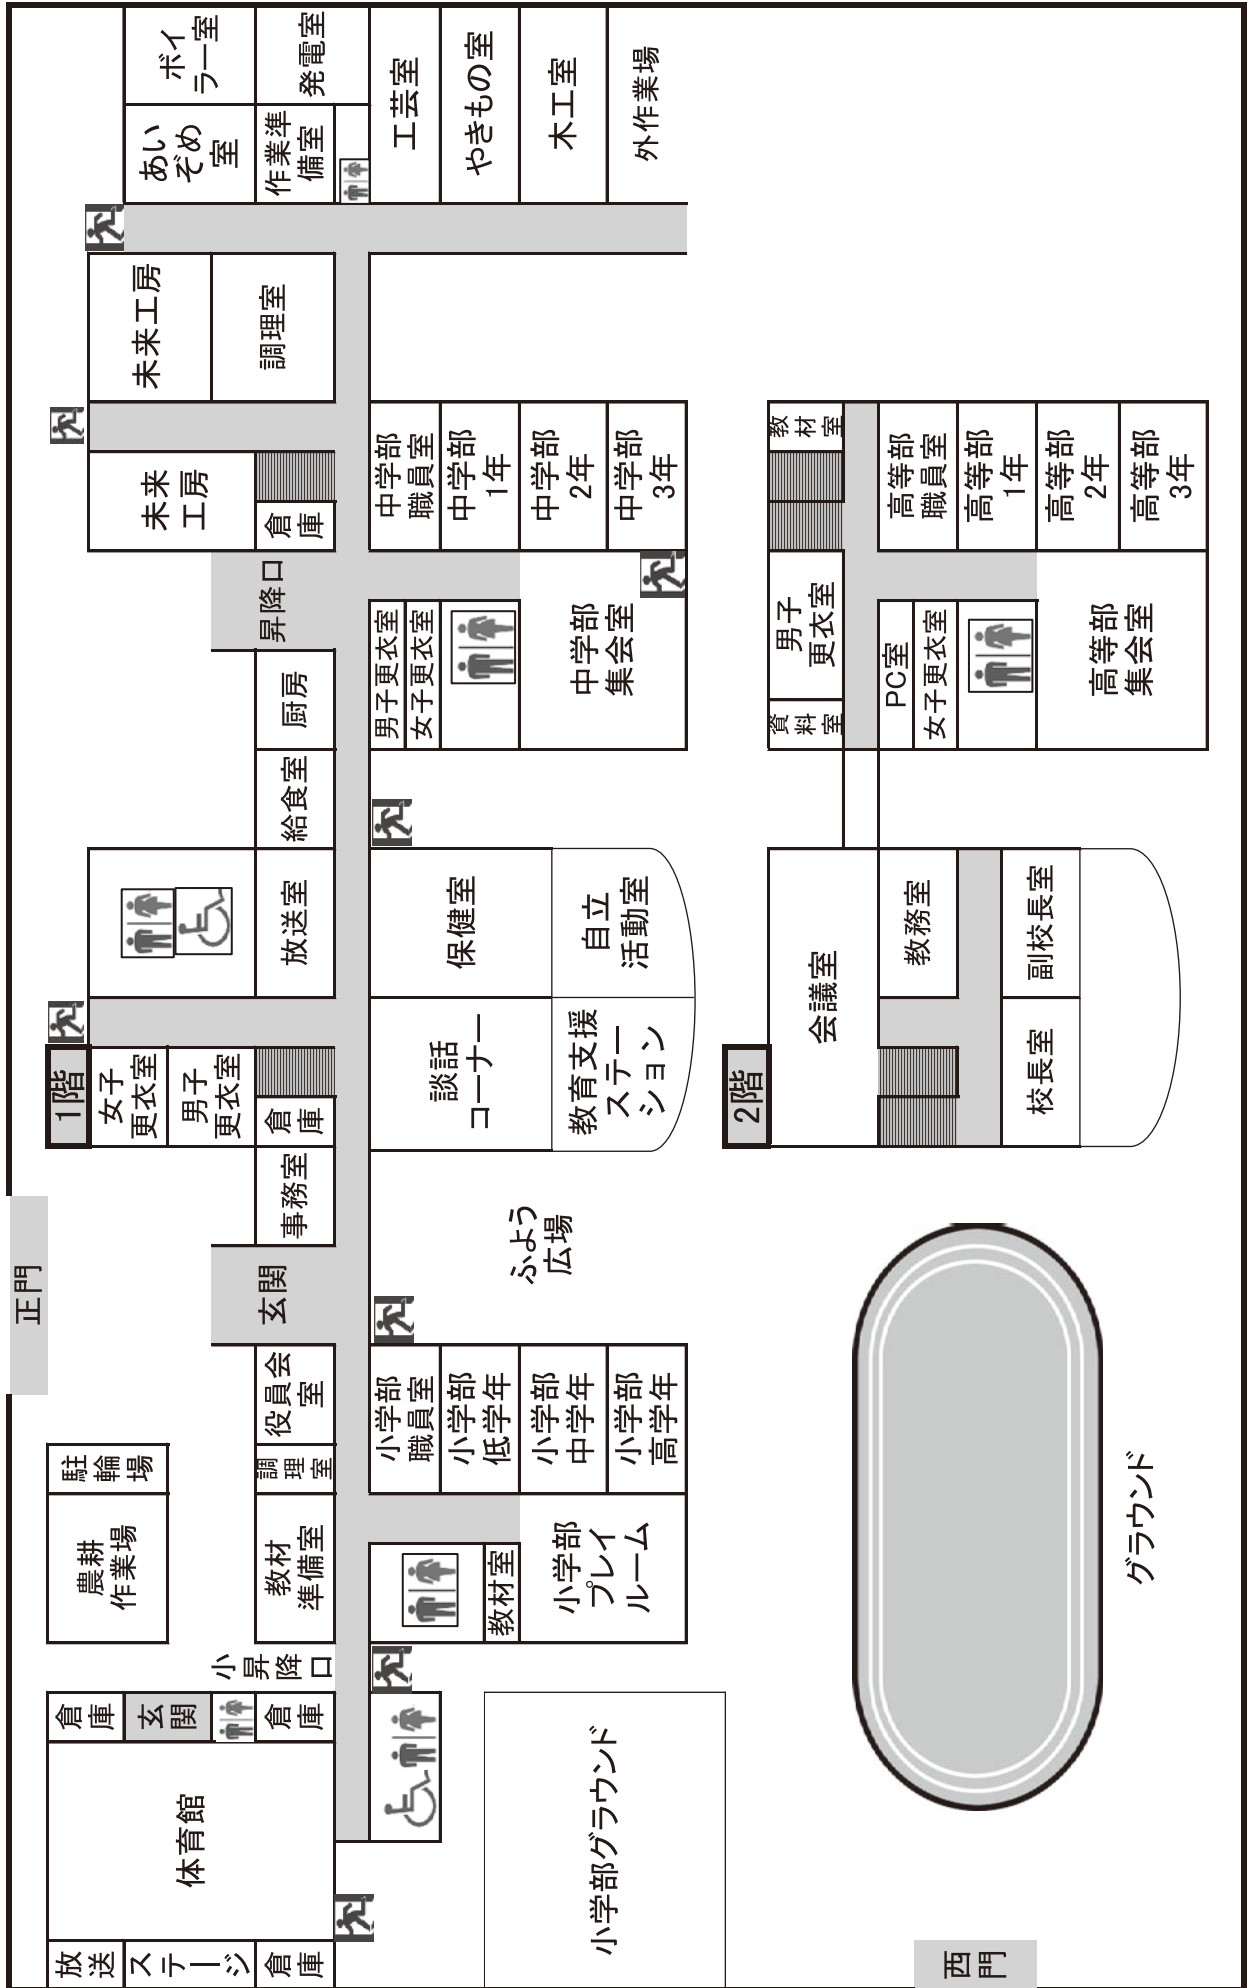 正門
1階
放送
ステージ
倉庫
体育館
倉庫
玄関
倉庫
小昇降口
農耕
作業場
駐輪場
教材
準備室
調理室
役員会
室
玄関
事務室
女子
更衣室
男子
更衣室
倉庫
放送室
給食室
厨房
昇降口
未来
工房
倉庫
未来工房
調理室
あい
ぞめ
室
ボイ
ラー室
作業準
備室
発電室
工芸室
やきもの室
木工室
外作業場
中学部
職員室
中学部
1年
中学部
2年
中学部
3年
男子更衣室
女子更衣室
中学部
集会室
保健室
自立
活動室
談話
コーナー
教育支援
ステー
ション
ふよう
広場
小学部
職員室
小学部
低学年
小学部
中学年
小学部
高学年
教材室
小学部
プレイ
ルーム
小学部グラウンド
2階
会議室
教務室
副校長室
校長室
資料室
男子
更衣室
教材室
PC室
女子更衣室
高等部
集会室
高等部
職員室
高等部
1年
高等部
2年
高等部
3年
グラウンド
西門